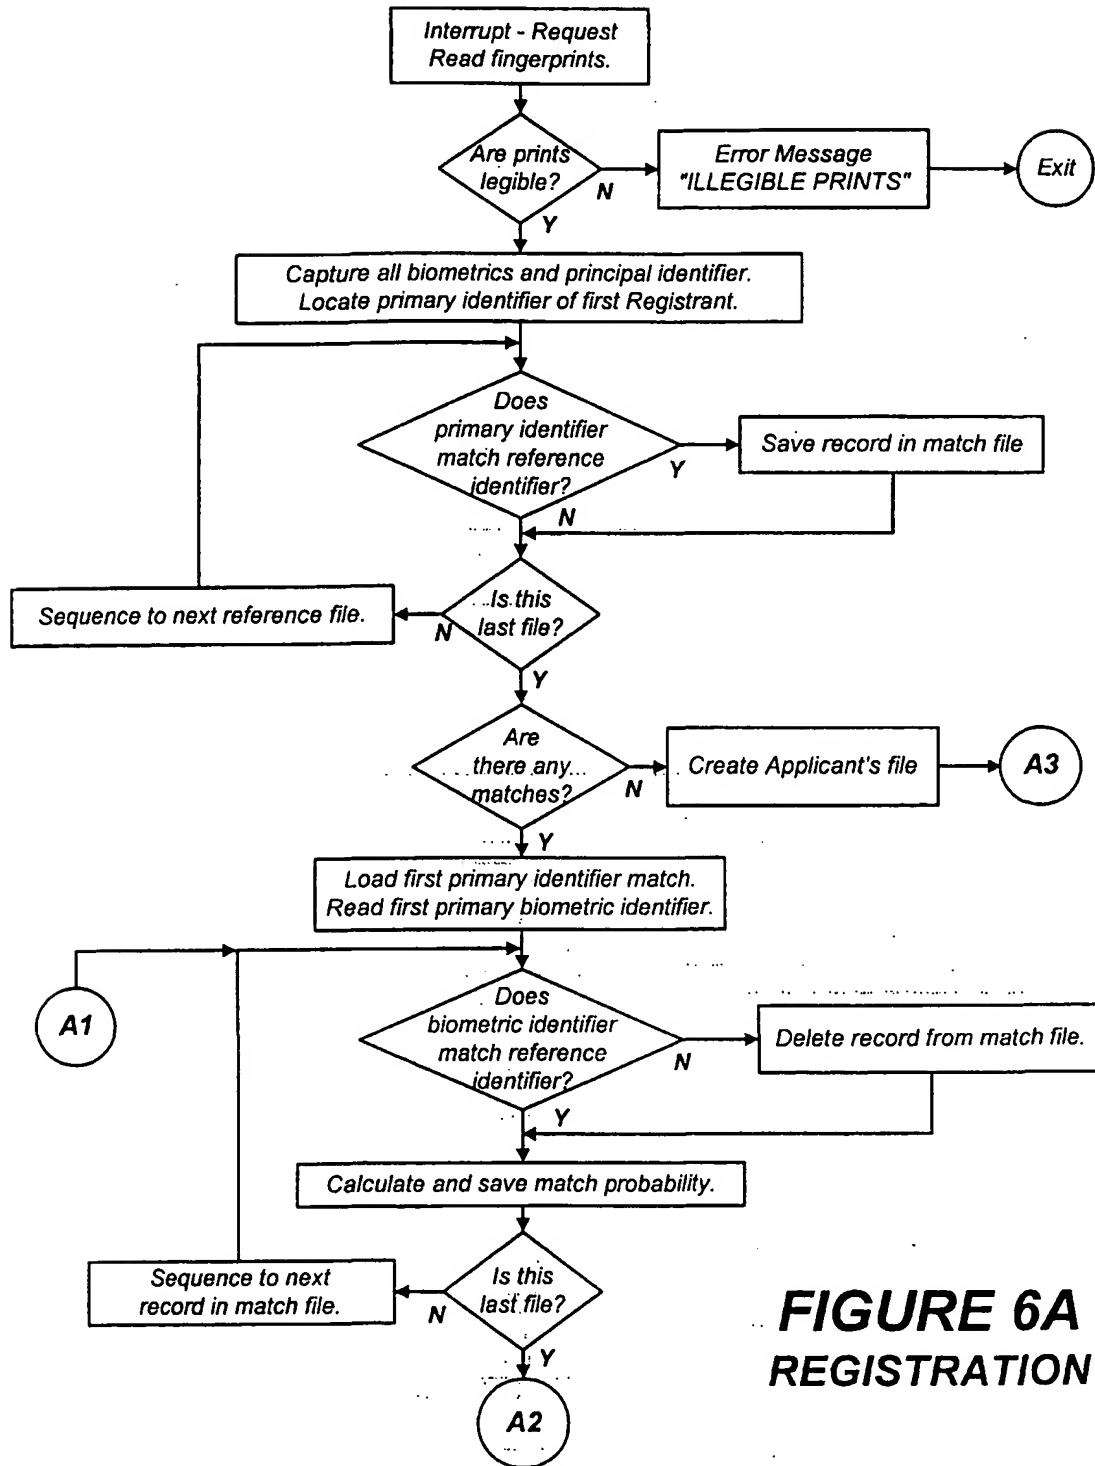 Interrupt - Request
Read fingerprints.
Are prints
legible?
N
Y
Error Message
"ILLEGIBLE PRINTS"
Exit
Capture all biometrics and principal identifier.
Locate primary identifier of first Registrant.
Does
primary identifier
match reference
identifier?
Y
N
Save record in match file
Is this
last file?
N
Y
Sequence to next reference file.
Are
there any
matches?
N
Y
Create Applicant's file
A3
Load first primary identifier match.
Read first primary biometric identifier.
A1
Does
biometric identifier
match reference
identifier?
N
Y
Delete record from match file.
Calculate and save match probability.
Is this
last file?
N
Y
Sequence to next
record in match file.
A2
FIGURE 6A
REGISTRATION